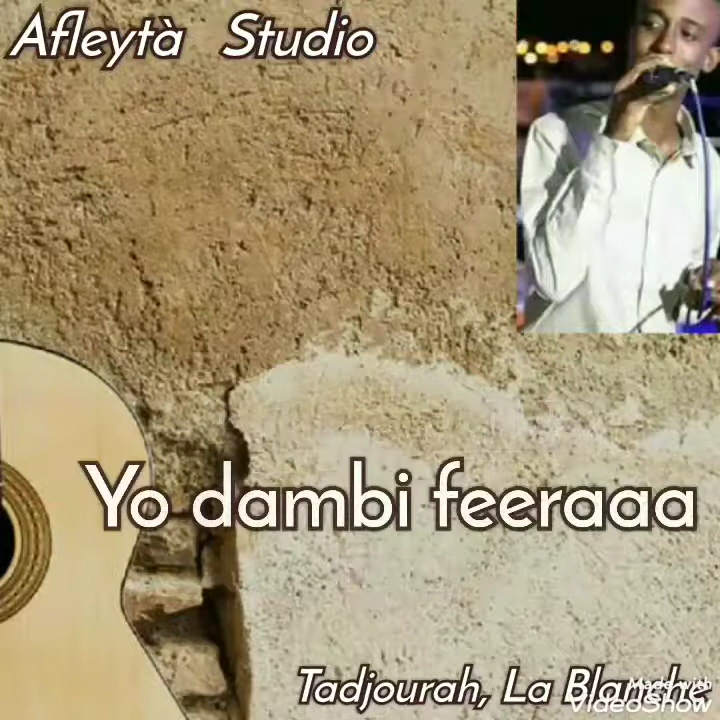 Afleytà Studio
Yo dambi feeraaa
Tadjourah, La Blanche
Made with
VideoShow